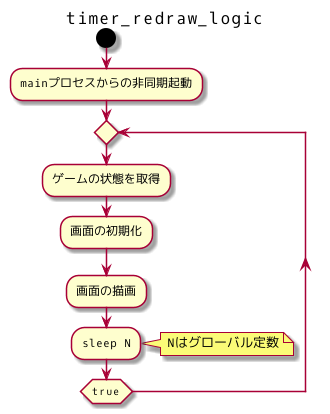 timer_redraw_logic
mainプロセスからの非同期起動
ゲームの状態を取得
画面の初期化
画面の描画
sleep N
Nはグローバル定数
true